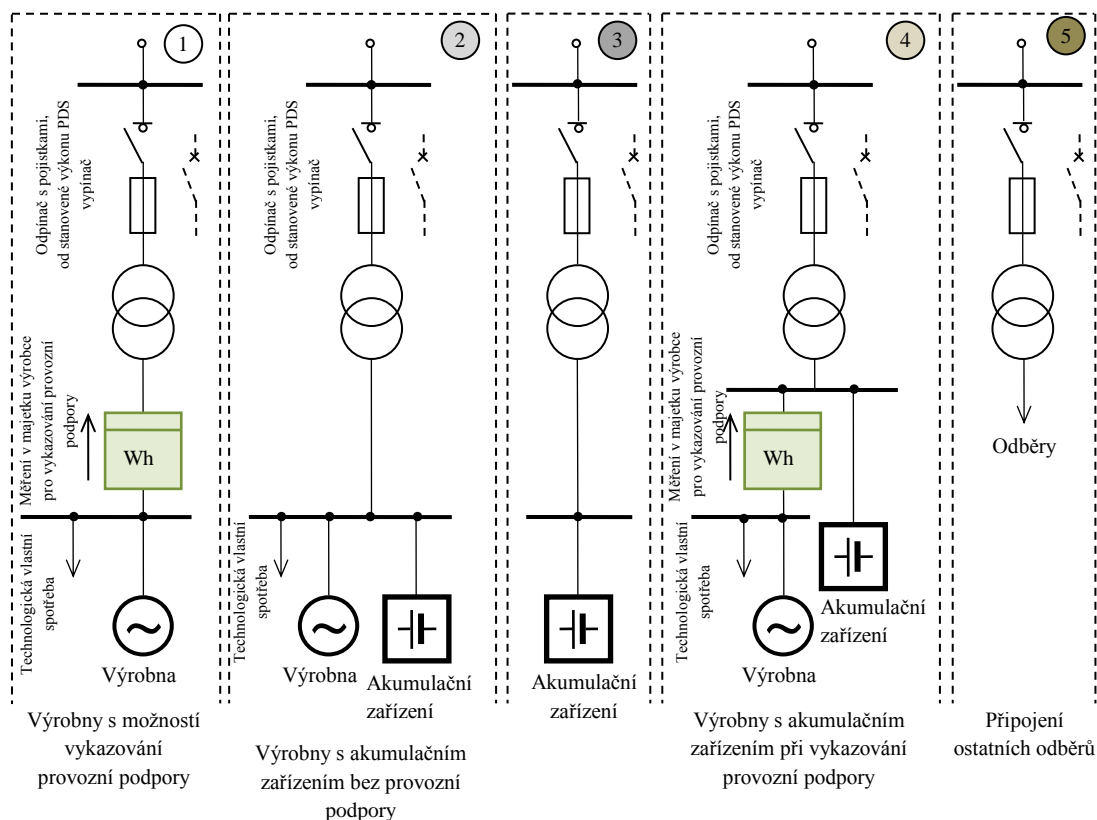 1
Odpínač s pojistkami,
od stanovené výkonu PDS
vypínač
Měření v majetku výrobce
pro vykazování provozní
podpory
Wh
Technologická vlastní
spotřeba
Výrobna
Výrobny s možností
vykazování
provozní podpory
2
Odpínač s pojistkami,
od stanovené výkonu PDS
vypínač
Technologická vlastní
spotřeba
Výrobna
Akumulační
zařízení
Výrobny s akumulačním
zařízením bez provozní
podpory
3
Akumulační
zařízení
4
Odpínač s pojistkami,
od stanovené výkonu PDS
vypínač
Měření v majetku výrobce
pro vykazování provozní
podpory
Wh
Technologická vlastní
spotřeba
Výrobna
Akumulační
zařízení
Výrobny s akumulačním
zařízením při vykazování
provozní podpory
5
Odběry
Připojení
ostatních odběrů